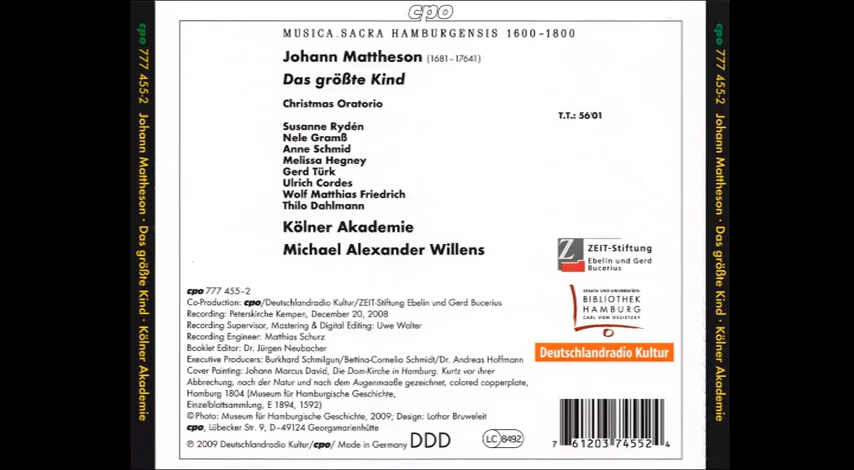 cpo
MUSICA SACRA HAMBURGENSIS 1600-1800
Johann Mattheson (1681-17641)
Das größte Kind
Christmas Oratorio
T.T.: 56'01
Susanne Rydén
Nele Gramß
Anne Schmid
Melissa Hegney
Gerd Türk
Ulrich Cordes
Wolf Matthias Friedrich
Thilo Dahlmann
Kölner Akademie
Michael Alexander Willens
Z ZEIT-Stiftung
Ebelin und Gerd
Bucerius
STAATS- UND UNIVERSITÄTS-
BIBLIOTHEK
HAMBURG
CARL VON OSSIETZKY
Deutschlandradio Kultur
cpo 777 455-2
Co-Production: cpo/Deutschlandradio Kultur/ZEIT-Stiftung Ebelin und Gerd Bucerius
Recording: Peterskirche Kempen, December 20, 2008
Recording Supervisor, Mastering & Digital Editing: Uwe Walter
Recording Engineer: Matthias Schurz
Booklet Editor: Dr. Jürgen Neubacher
Executive Producers: Burkhard Schmilgun/Bettina-Cornelia Schmidt/Dr. Andreas Hoffmann
Cover Painting: Johann Marcus David, Die Dom-Kirche in Hamburg. Kurtz vor ihrer
Abbrechung, nach der Natur und nach dem Augenmaaße gezeichnet, colored copperplate,
Hamburg 1804 (Museum für Hamburgische Geschichte,
Einzelblattsammlung, E 1894, 1592)
© Photo: Museum für Hamburgische Geschichte, 2009; Design: Lothar Bruweleit
cpo, Lübecker Str. 9, D-49124 Georgsmarienhütte
℗ 2009 Deutschlandradio Kultur/cpo/ Made in Germany DDD LC 8492
7 61203 74552 4
cpo 777 455-2 Johann Mattheson · Das größte Kind · Kölner Akademie
cpo 777 455-2 Johann Mattheson · Das größte Kind · Kölner Akademie